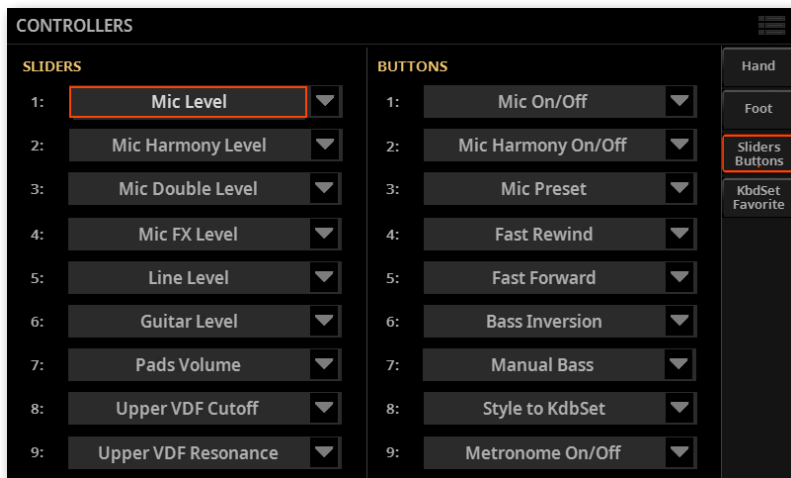 CONTROLLERS
SLIDERS
1: Mic Level
2: Mic Harmony Level
3: Mic Double Level
4: Mic FX Level
5: Line Level
6: Guitar Level
7: Pads Volume
8: Upper VDF Cutoff
9: Upper VDF Resonance
BUTTONS
1: Mic On/Off
2: Mic Harmony On/Off
3: Mic Preset
4: Fast Rewind
5: Fast Forward
6: Bass Inversion
7: Manual Bass
8: Style to KdbSet
9: Metronome On/Off
Hand
Foot
Sliders
Buttons
KbdSet
Favorite